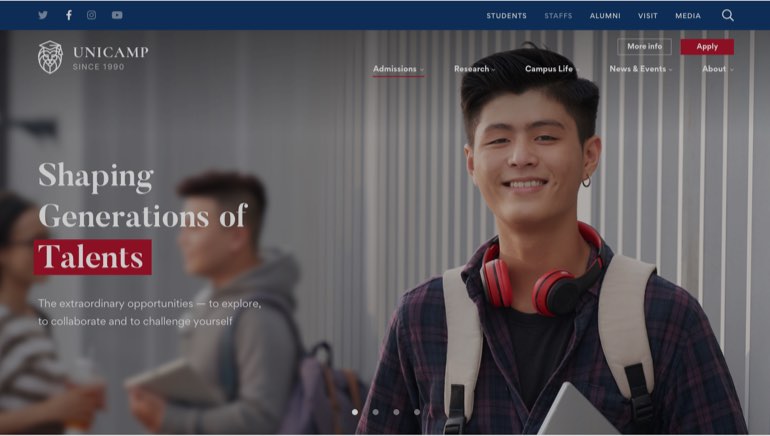 STUDENTS STAFFS ALUMNI VISIT MEDIA
UNICAMP
SINCE 1990
More info Apply
Admissions Research Campus Life News & Events About
Shaping
Generations of
Talents
The extraordinary opportunities — to explore,
to collaborate and to challenge yourself